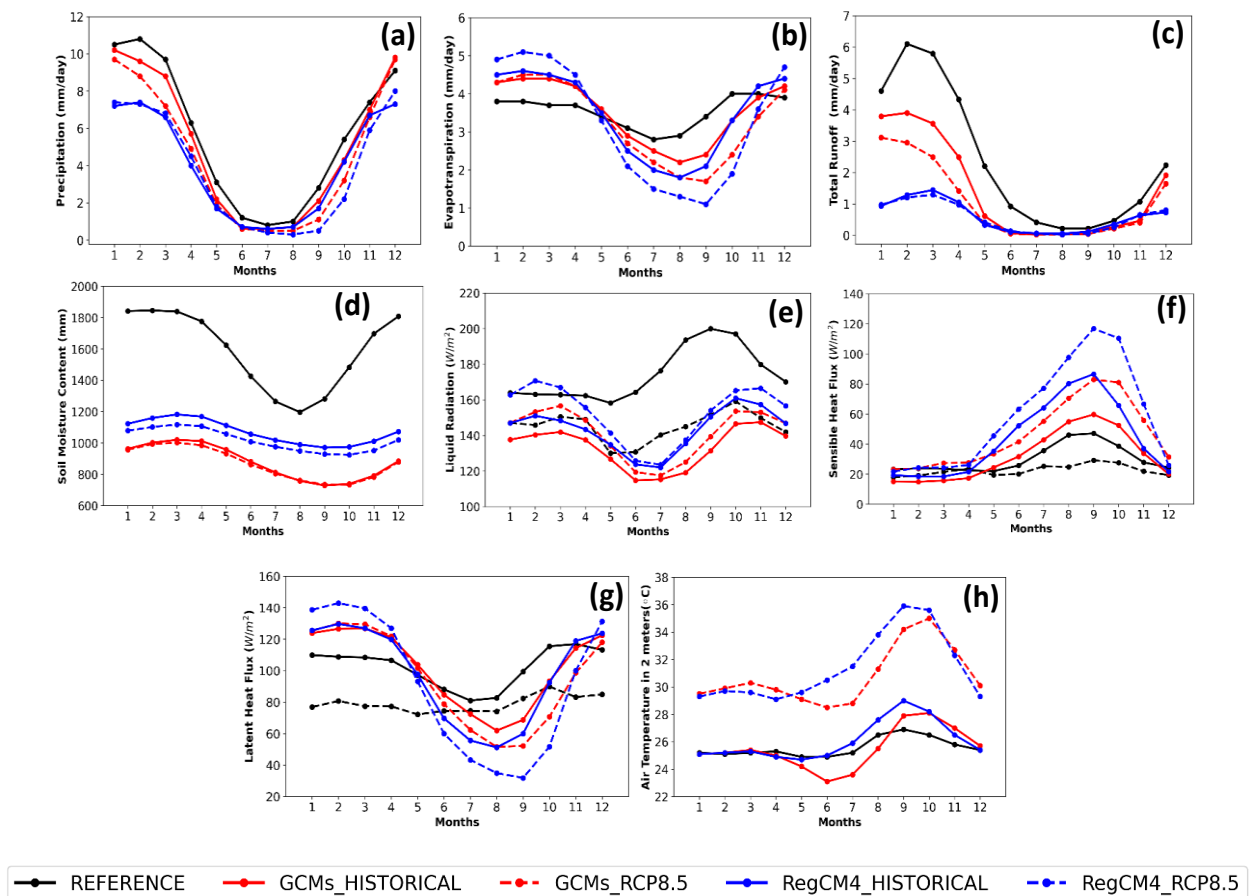 (a)
Precipitation (mm/day)
12
10
8
6
4
2
0
1 2 3 4 5 6 7 8 9 10 11 12
Months
(b)
Evapotranspiration (mm/day)
6
5
4
3
2
1
0
1 2 3 4 5 6 7 8 9 10 11 12
Months
(c)
Total Runoff (mm/day)
7
6
5
4
3
2
1
0
1 2 3 4 5 6 7 8 9 10 11 12
Months
(d)
Soil Moisture Content (mm)
2000
1800
1600
1400
1200
1000
800
600
1 2 3 4 5 6 7 8 9 10 11 12
Months
(e)
Liquid Radiation (W/m²)
220
200
180
160
140
120
100
1 2 3 4 5 6 7 8 9 10 11 12
Months
(f)
Sensible Heat Flux (W/m²)
140
120
100
80
60
40
20
0
1 2 3 4 5 6 7 8 9 10 11 12
Months
(g)
Latent Heat Flux (W/m²)
160
140
120
100
80
60
40
20
1 2 3 4 5 6 7 8 9 10 11 12
Months
(h)
Air Temperature in 2 meters(°C)
38
36
34
32
30
28
26
24
22
1 2 3 4 5 6 7 8 9 10 11 12
Months
REFERENCE GCMs_HISTORICAL GCMs_RCP8.5 RegCM4_HISTORICAL RegCM4_RCP8.5